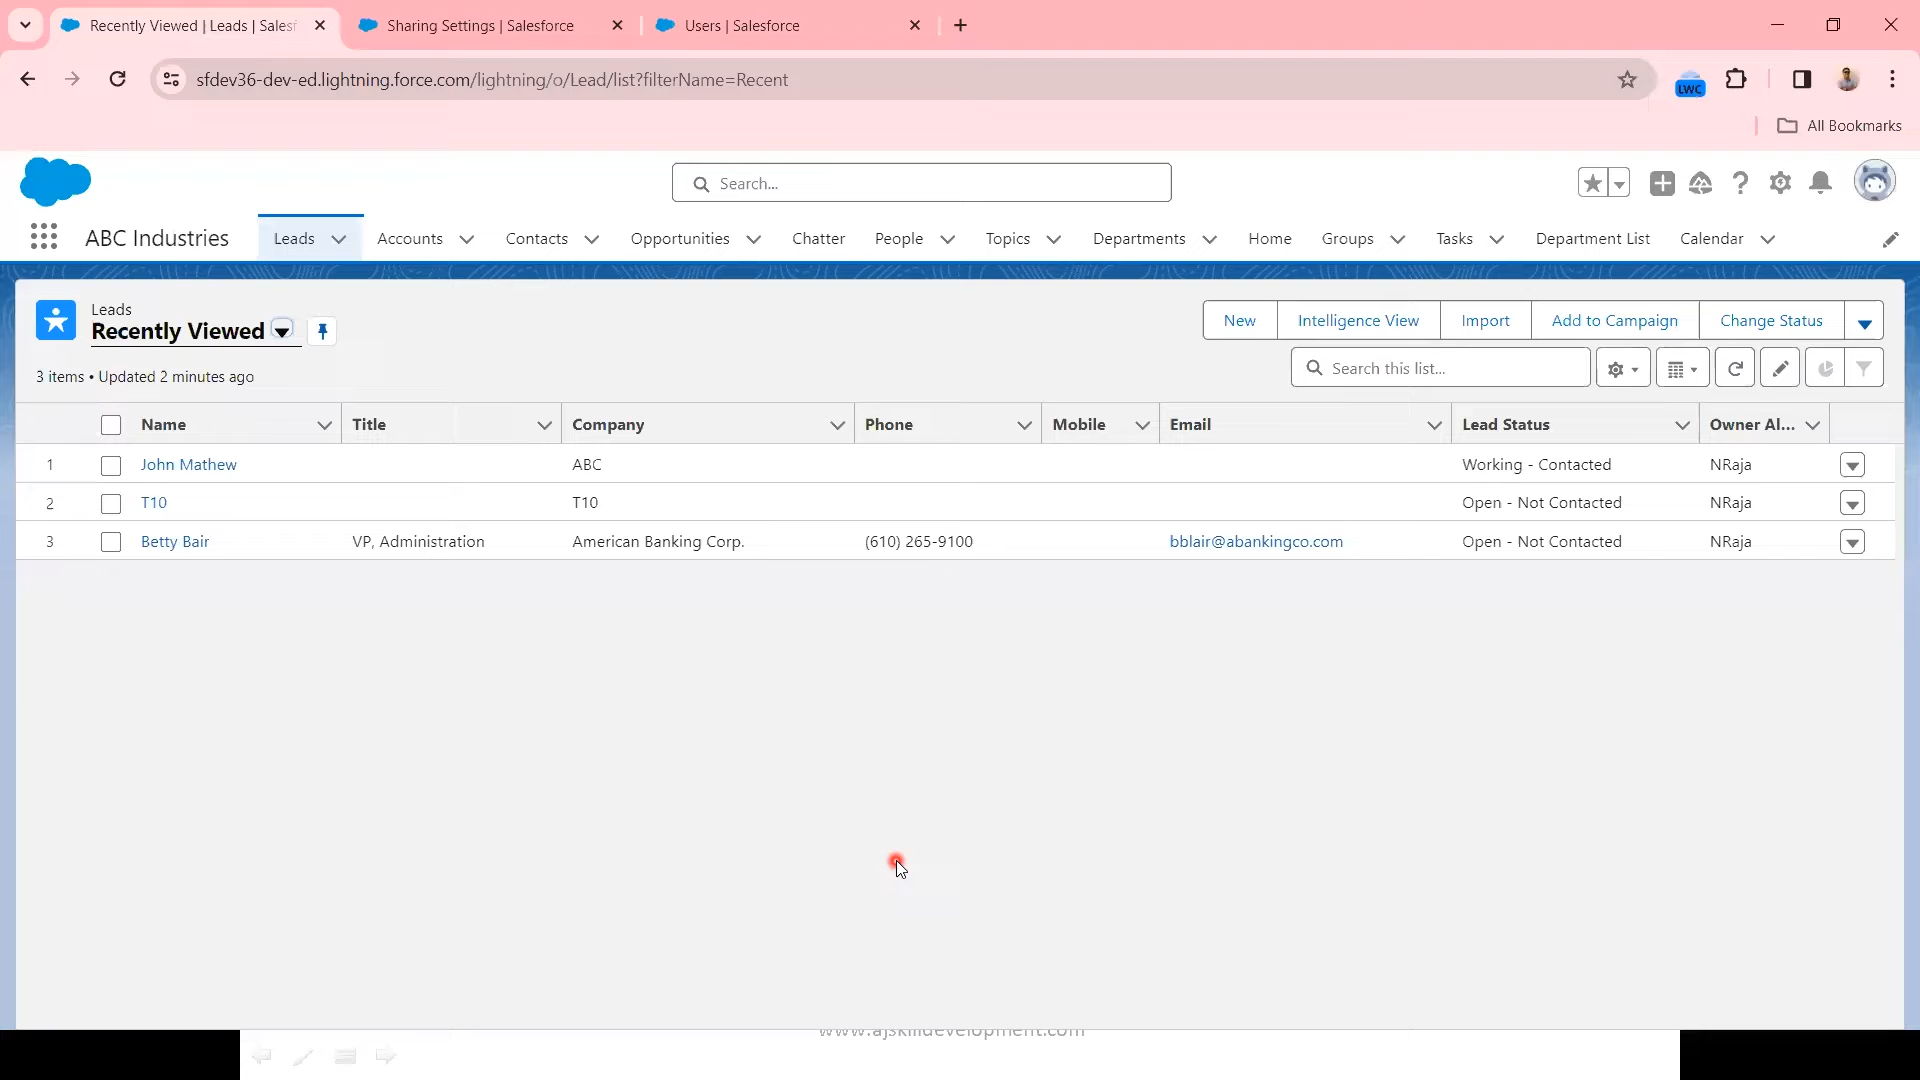 Recently Viewed | Leads | Salesf
Sharing Settings | Salesforce
Users | Salesforce
sfdev36-dev-ed.lightning.force.com/lightning/o/Lead/list?filterName=Recent
LWC
All Bookmarks
Search...
ABC Industries
Leads
Accounts
Contacts
Opportunities
Chatter
People
Topics
Departments
Home
Groups
Tasks
Department List
Calendar
Leads
Recently Viewed
New
Intelligence View
Import
Add to Campaign
Change Status
3 items • Updated 2 minutes ago
Search this list...
Name Title Company Phone Mobile Email Lead Status Owner Al...
1 John Mathew ABC Working - Contacted NRaja
2 T10 T10 Open - Not Contacted NRaja
3 Betty Bair VP, Administration American Banking Corp. (610) 265-9100 bblair@abankingco.com Open - Not Contacted NRaja
www.ajskilldevelopment.com